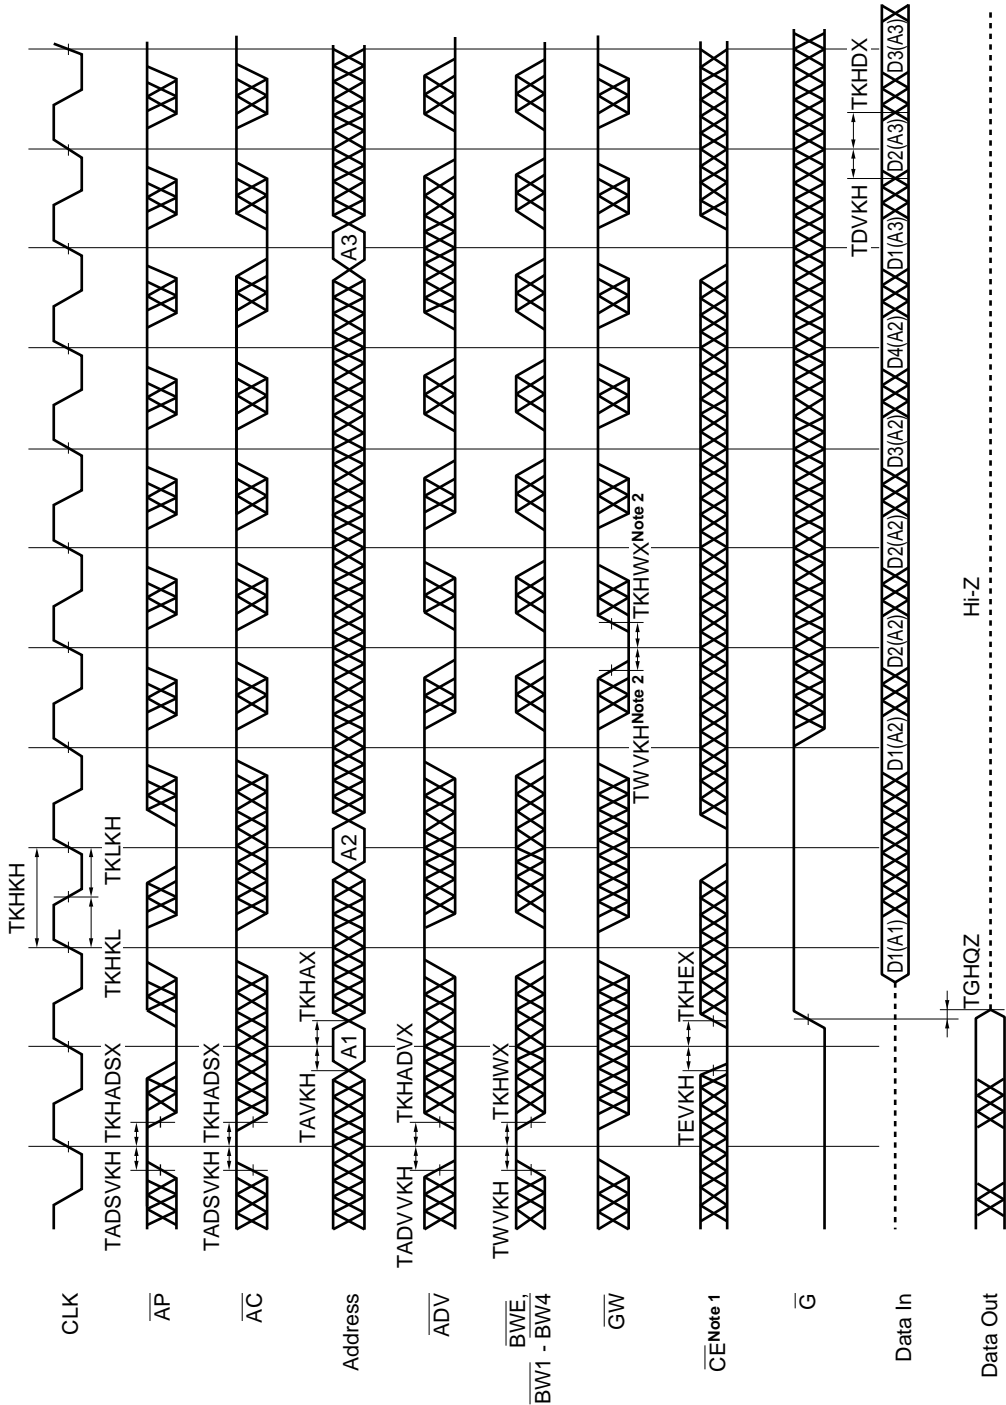 TKHKH
TKHKL
TKLKH
CLK
TADSVKH
TKHADSX
AP
TADSVKH
TKHADSX
AC
TAVKH
TKHAX
Address
A1
A2
A3
TADVVKH
TKHADVX
ADV
TWVKH
TKHWX
BWE,
BW1 - BW4
GW
TWVKH Note 2
TKHWX Note 2
TEVKH
TKHEX
CE Note 1
G
TDVKH
TKHDX
Data In
D1(A1)
D1(A2)
D2(A2)
D2(A2)
D3(A2)
D4(A2)
D1(A3)
D2(A3)
D3(A3)
TGHQZ
Hi-Z
Data Out